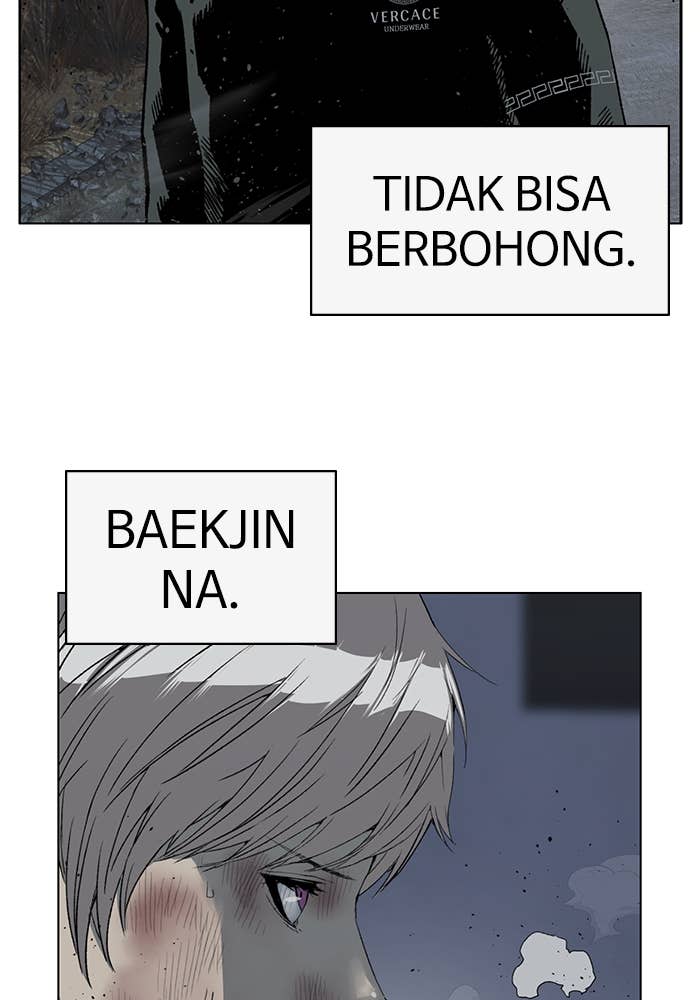 VERCACE
UNDERWEAR
TIDAK BISA
BERBOHONG.
BAEKJIN
NA.